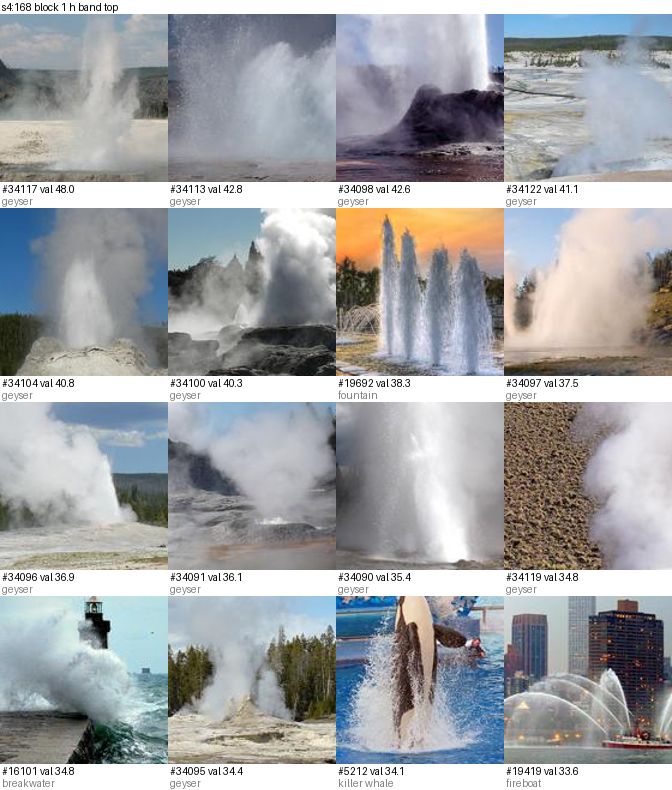 s4:168 block 1 h band top
#34117 val 48.0
geyser
#34113 val 42.8
geyser
#34098 val 42.6
geyser
#34122 val 41.1
geyser
#34104 val 40.8
geyser
#34100 val 40.3
geyser
#19692 val 38.3
fountain
#34097 val 37.5
geyser
#34096 val 36.9
geyser
#34091 val 36.1
geyser
#34090 val 35.4
geyser
#34119 val 34.8
geyser
#16101 val 34.8
breakwater
#34095 val 34.4
geyser
#5212 val 34.1
killer whale
#19419 val 33.6
fireboat